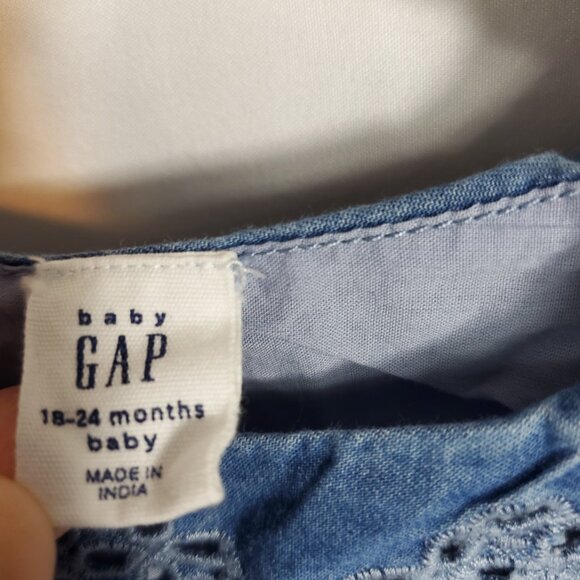 baby
GAP
18-24 months
baby
MADE IN
INDIA